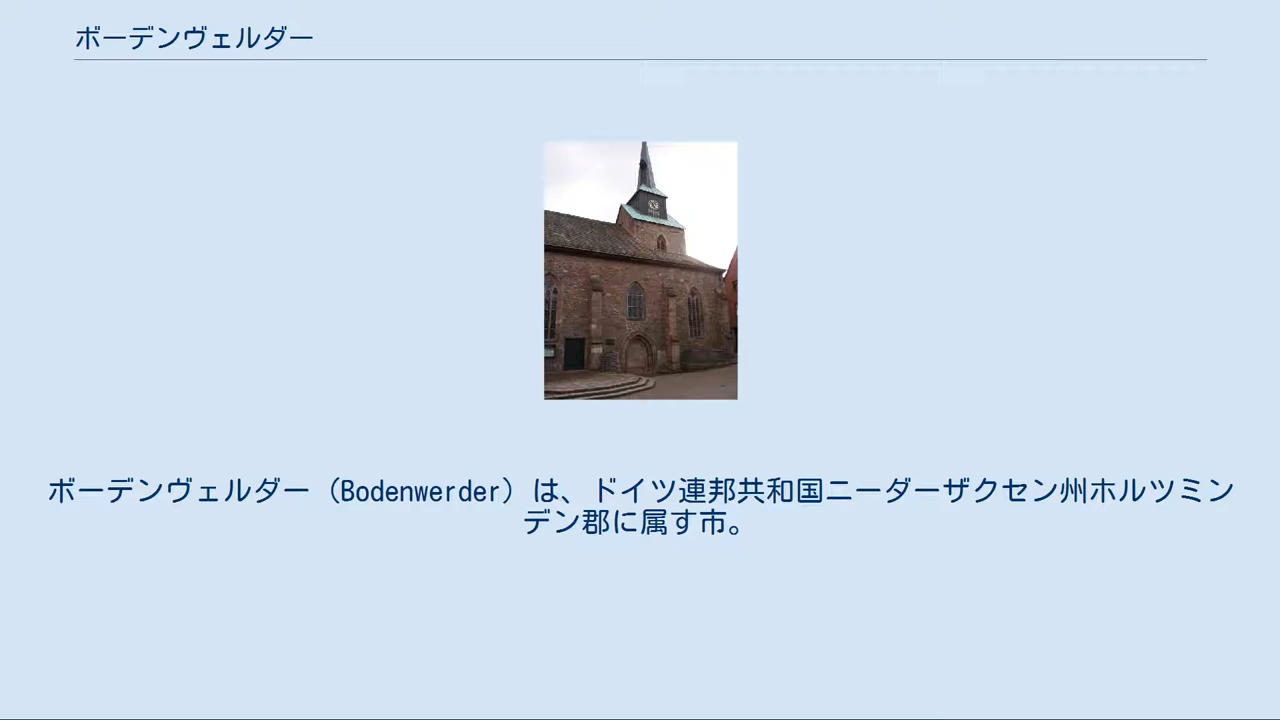 ボーデンヴェルダー
ボーデンヴェルダー（Bodenwerder）は、ドイツ連邦共和国ニーダーザクセン州ホルツミン
デン郡に属す市。